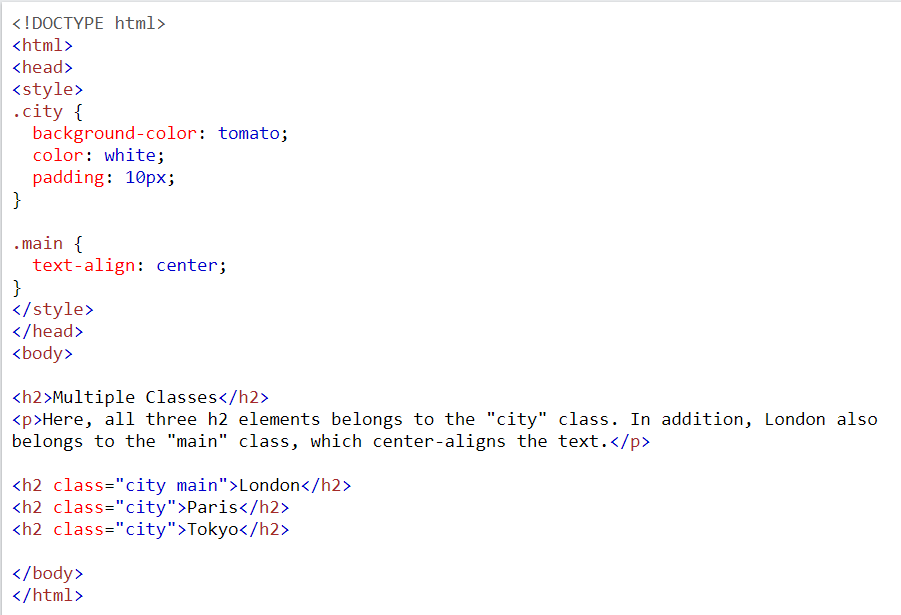 <!DOCTYPE html>
<html>
<head>
<style>
.city {
  background-color: tomato;
  color: white;
  padding: 10px;
}

.main {
  text-align: center;
}
</style>
</head>
<body>

<h2>Multiple Classes</h2>
<p>Here, all three h2 elements belongs to the "city" class. In addition, London also
belongs to the "main" class, which center-aligns the text.</p>

<h2 class="city main">London</h2>
<h2 class="city">Paris</h2>
<h2 class="city">Tokyo</h2>

</body>
</html>